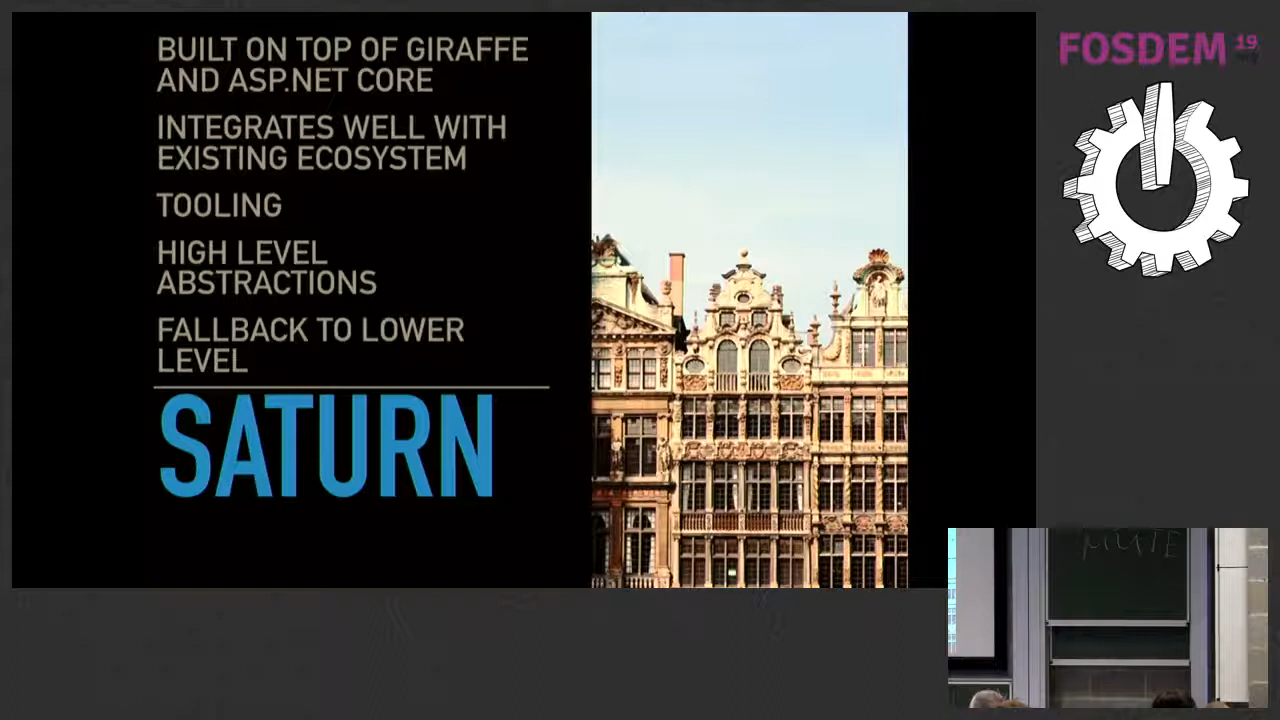 BUILT ON TOP OF GIRAFFE
AND ASP.NET CORE
INTEGRATES WELL WITH
EXISTING ECOSYSTEM
TOOLING
HIGH LEVEL
ABSTRACTIONS
FALLBACK TO LOWER
LEVEL
SATURN
FOSDEM 19
MUTE